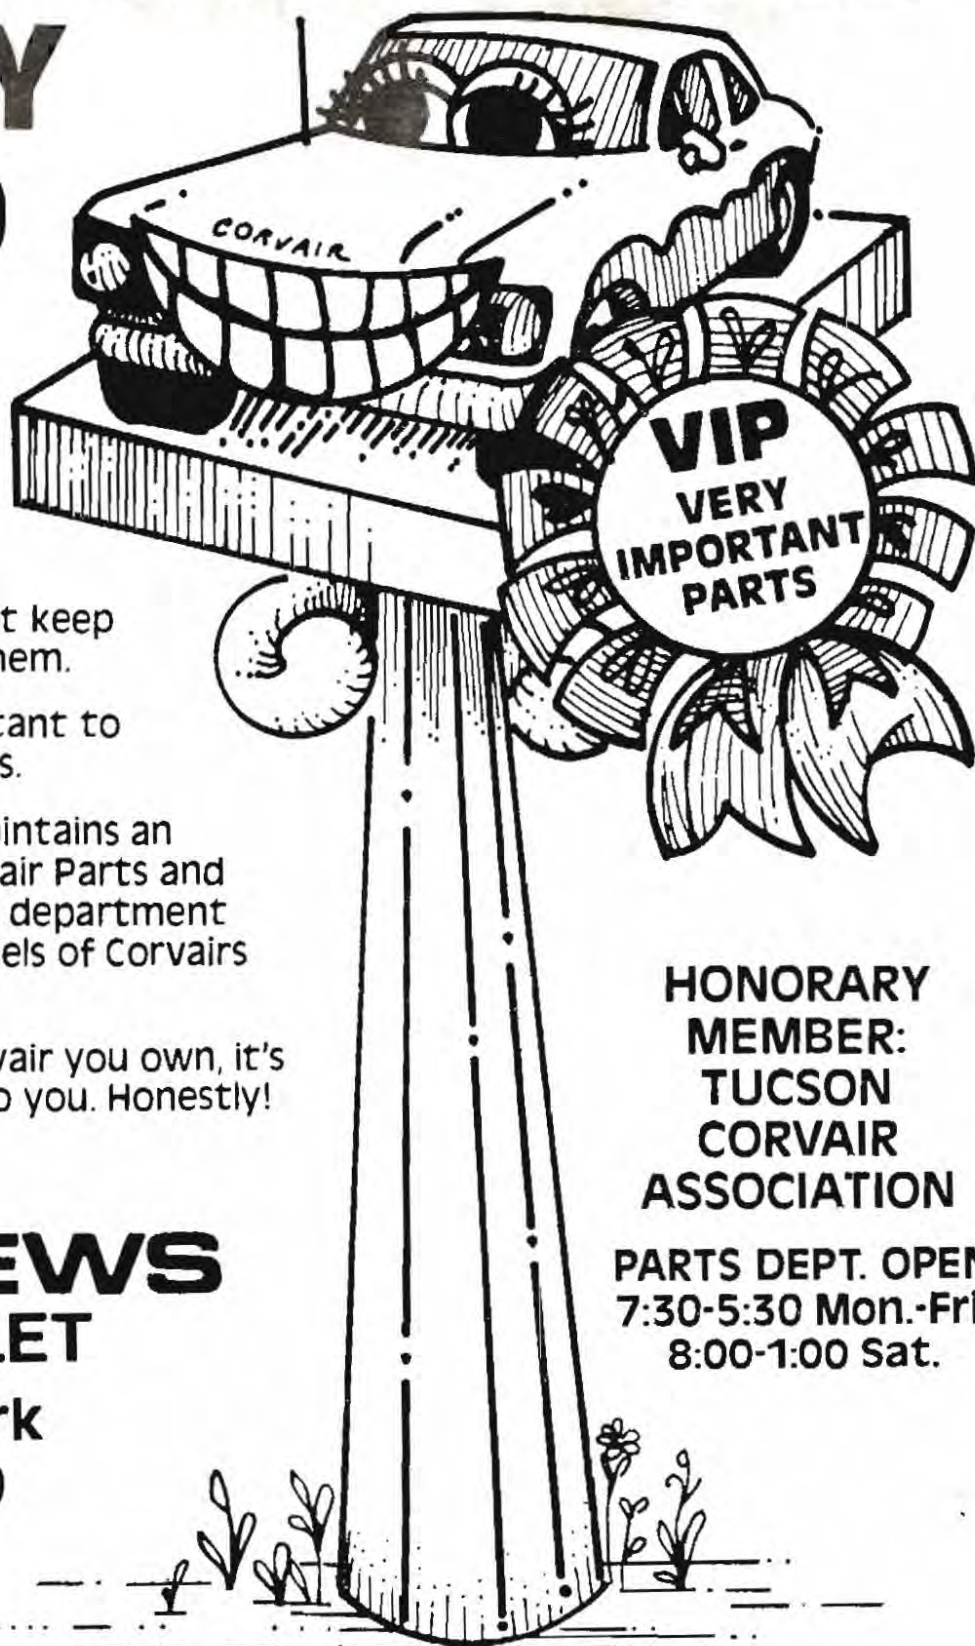 Y
CORVAIR
VIP
VERY
IMPORTANT
PARTS
t keep
nem.
tant to
s.
intains an
air Parts and
department
els of Corvairs
vair you own, it's
o you. Honestly!
EWS
LET
rk
HONORARY
MEMBER:
TUCSON
CORVAIR
ASSOCIATION
PARTS DEPT. OPEN
7:30-5:30 Mon.-Fri
8:00-1:00 Sat.